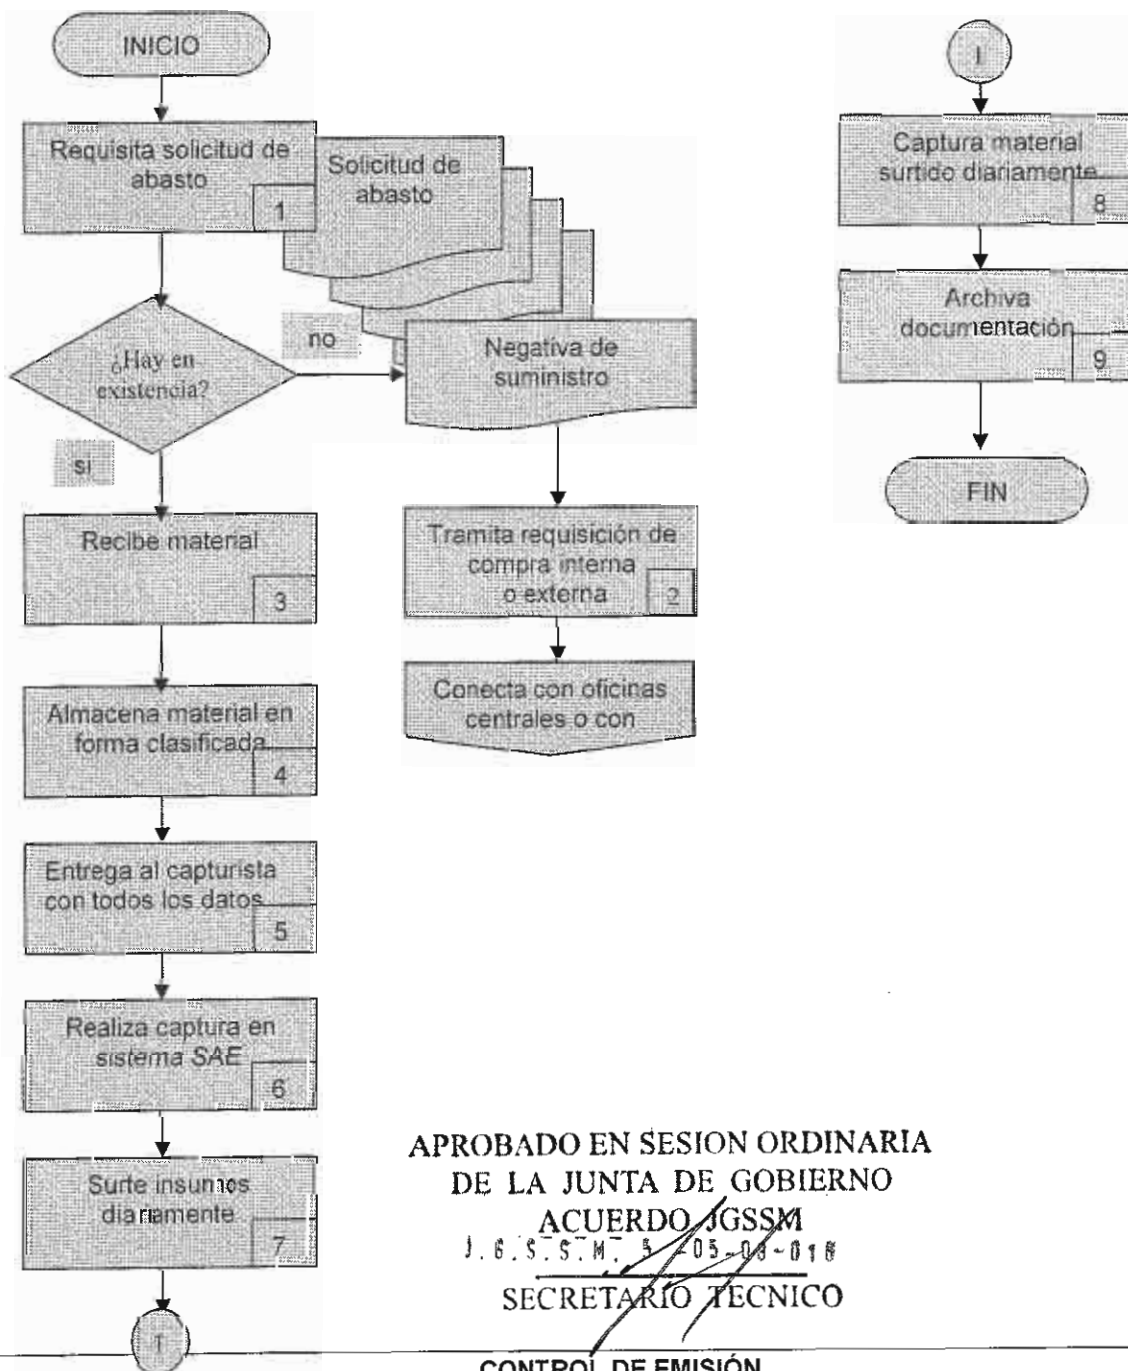 INICIO
Requisita solicitud de
abasto
1
Solicitud de
abasto
¿Hay en
existencia?
no
si
Negativa de
suministro
Tramita requisición de
compra interna
o externa
2
Conecta con oficinas
centrales o con
Recibe material
3
Almacena material en
forma clasificada
4
Entrega al capturista
con todos los datos
5
Realiza captura en
sistema SAE
6
Surte insumos
diariamente
7
1
1
Captura material
surtido diariamente
8
Archiva
documentación
9
FIN
APROBADO EN SESION ORDINARIA
DE LA JUNTA DE GOBIERNO
ACUERDO JGSSM
J.G.S.S.M.
SECRETARIO TECNICO
CONTROL DE EMISIÓN